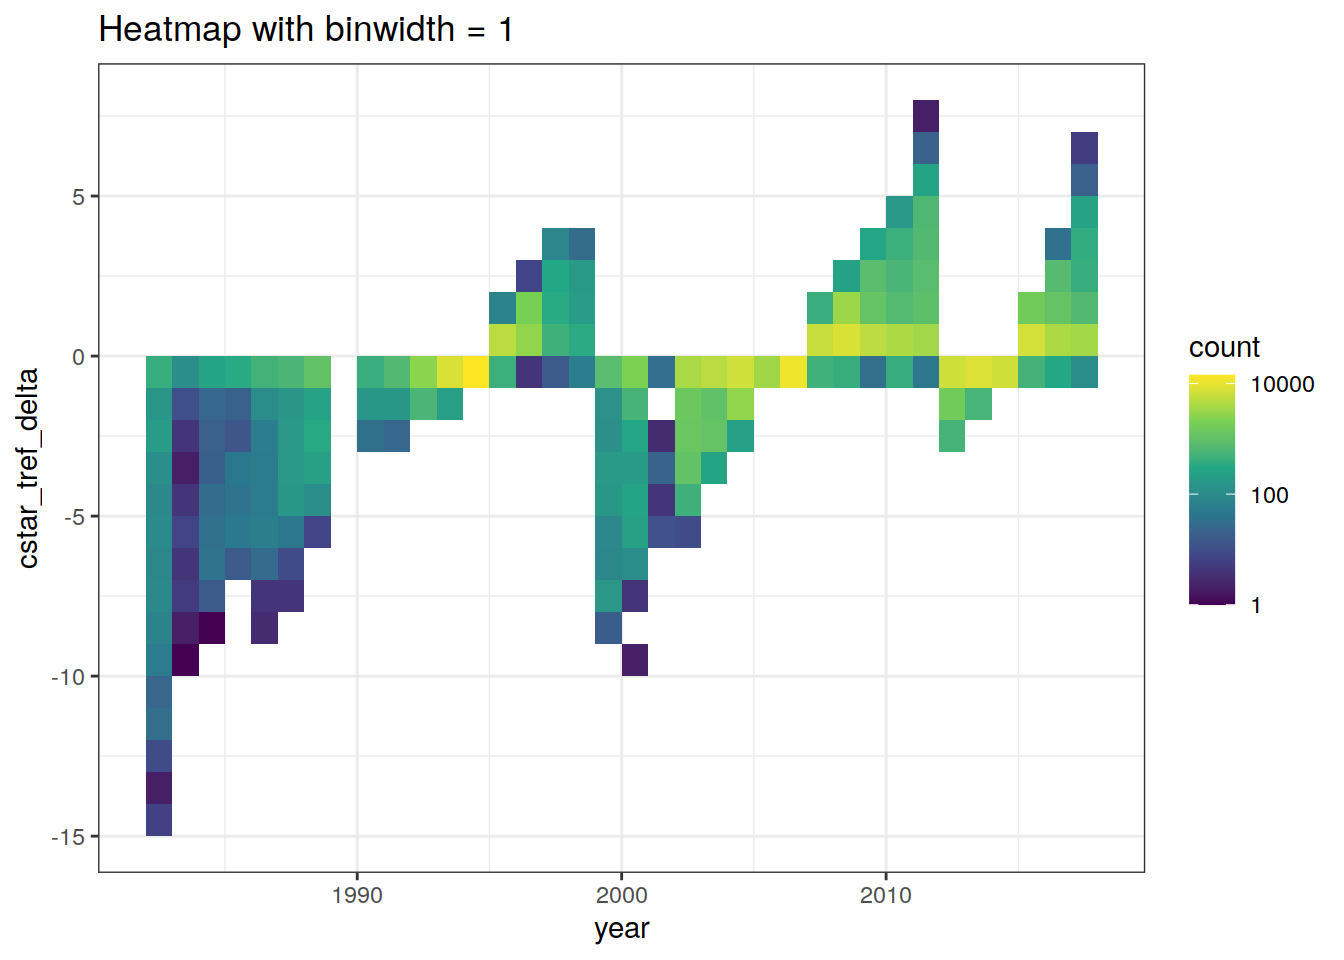 Heatmap with binwidth = 1
5
0
-5
-10
-15
cstar_tref_delta
1990
2000
2010
year
count
10000
100
1